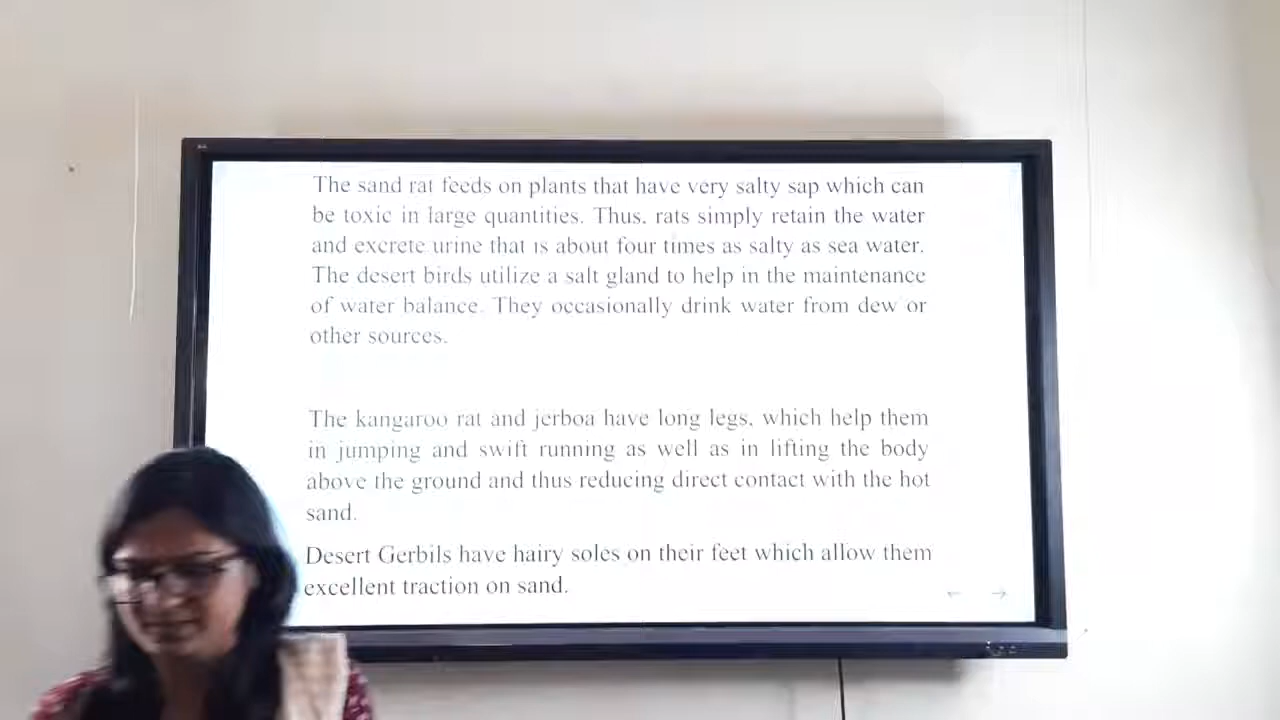 The sand rat feeds on plants that have very salty sap which can
be toxic in large quantities. Thus, rats simply retain the water
and excrete urine that is about four times as salty as sea water.
The desert birds utilize a salt gland to help in the maintenance
of water balance. They occasionally drink water from dew or
other sources.
The kangaroo rat and jerboa have long legs, which help them
in jumping and swift running as well as in lifting the body
above the ground and thus reducing direct contact with the hot
sand.
Desert Gerbils have hairy soles on their feet which allow them
excellent traction on sand.